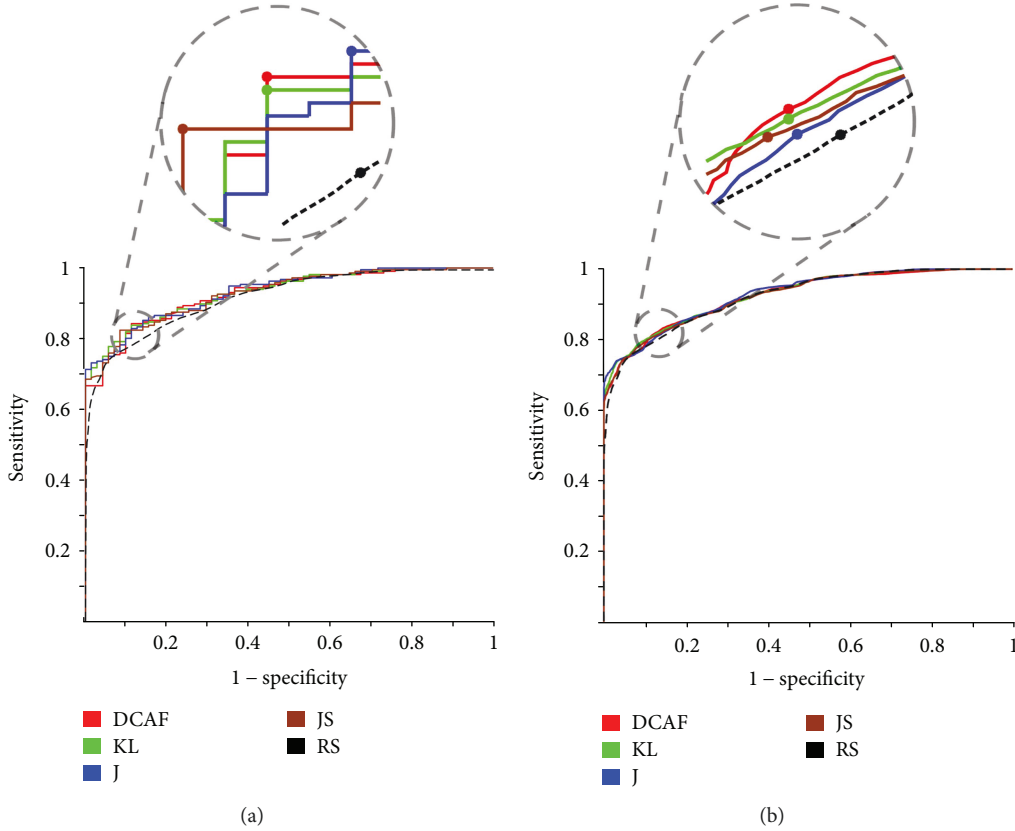 1
0.8
0.6
0.4
0.2
Sensitivity
0.2
0.4
0.6
0.8
1
1 − specificity
DCAF
KL
J
JS
RS
(a)
1
0.8
0.6
0.4
0.2
Sensitivity
0.2
0.4
0.6
0.8
1
1 − specificity
DCAF
KL
J
JS
RS
(b)